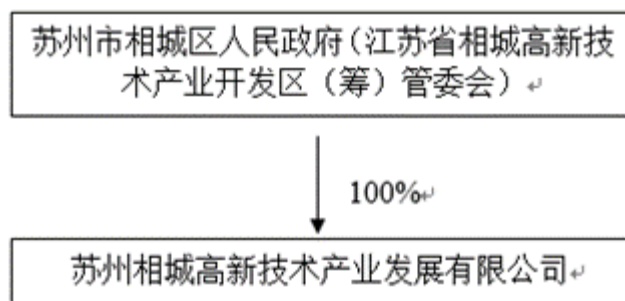 苏州市相城区人民政府（江苏省相城高新技
术产业开发区（筹）管委会）
100%
苏州相城高新技术产业发展有限公司